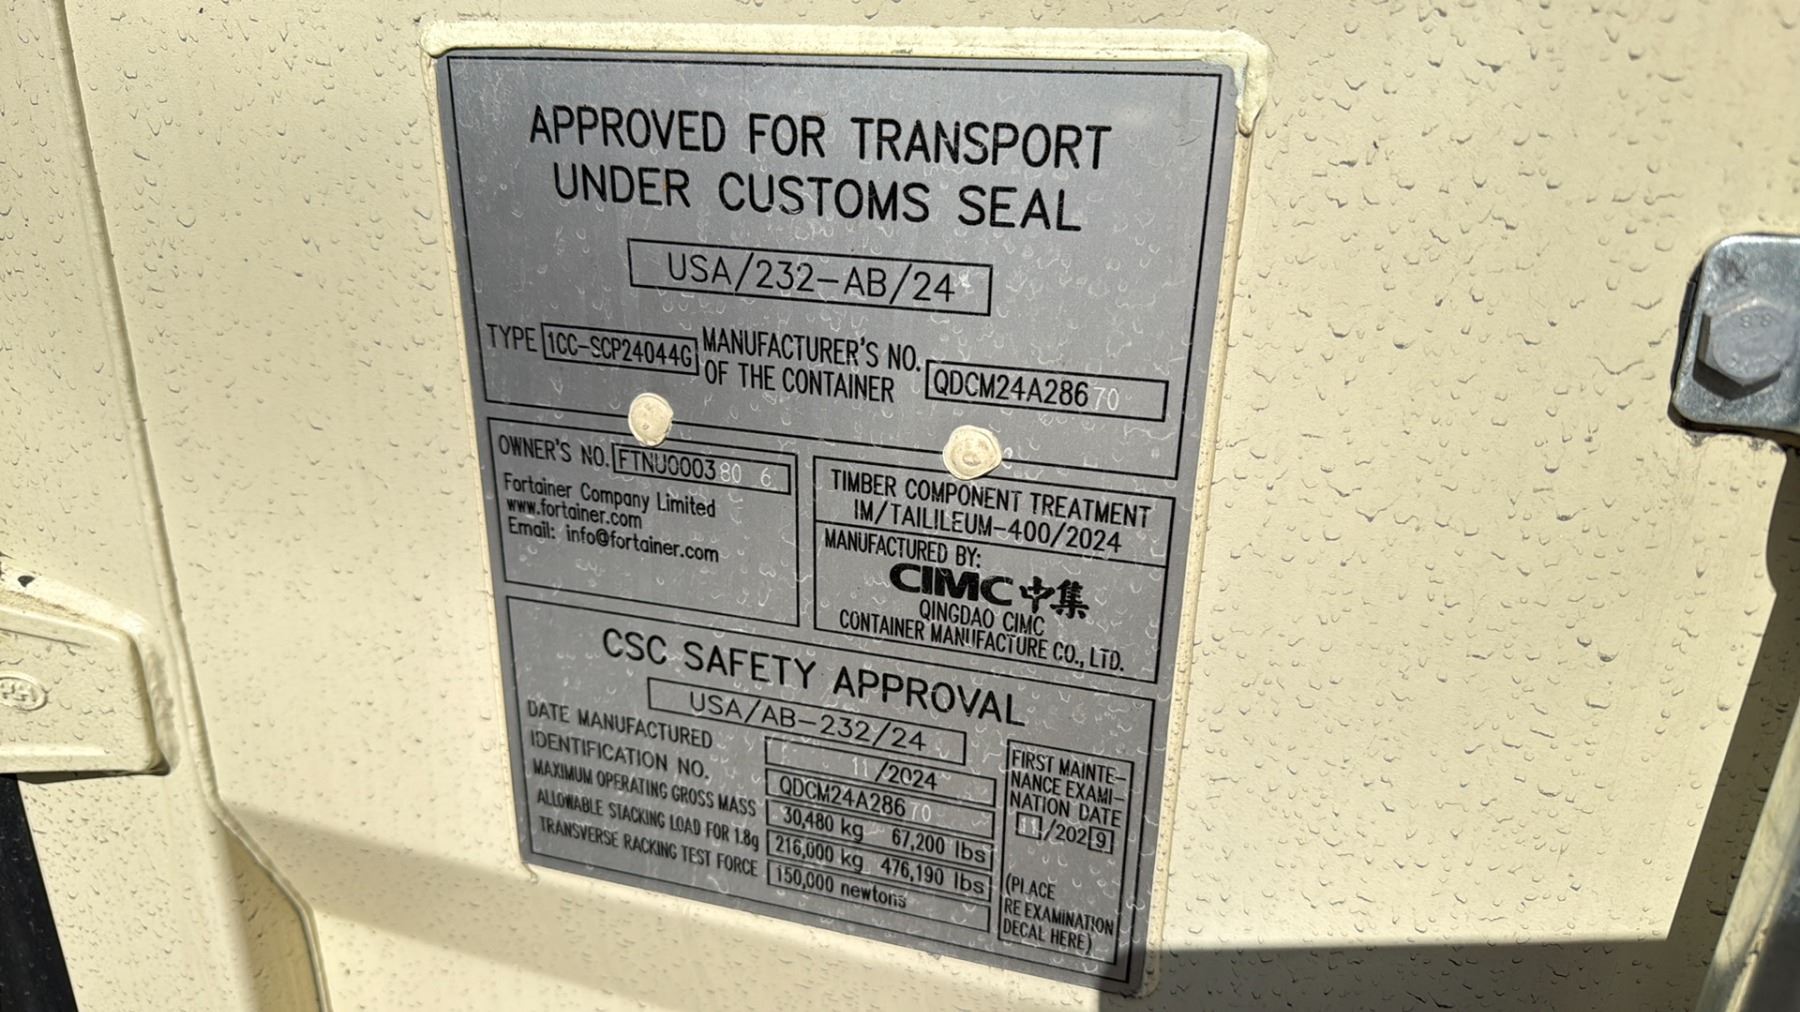 APPROVED FOR TRANSPORT
UNDER CUSTOMS SEAL
USA/232-AB/24
TYPE 1CC-SCP24044G MANUFACTURER'S NO.
OF THE CONTAINER QDCM24A28670
OWNER'S NO. FTNU000380 6
Fortainer Company Limited
www.fortainer.com
Email: info@fortainer.com
TIMBER COMPONENT TREATMENT
IM/TAILILEUM-400/2024
MANUFACTURED BY:
CIMC 中集
QINGDAO CIMC
CONTAINER MANUFACTURE CO., LTD.
CSC SAFETY APPROVAL
USA/AB-232/24
DATE MANUFACTURED 11/2024
IDENTIFICATION NO. QDCM24A28670
MAXIMUM OPERATING GROSS MASS 30,480 kg 67,200 lbs
ALLOWABLE STACKING LOAD FOR 1.8g 216,000 kg 476,190 lbs
TRANSVERSE RACKING TEST FORCE 150,000 newtons
FIRST MAINTE-
NANCE EXAMI-
NATION DATE
11/2029
(PLACE
RE EXAMINATION
DECAL HERE)
8.8